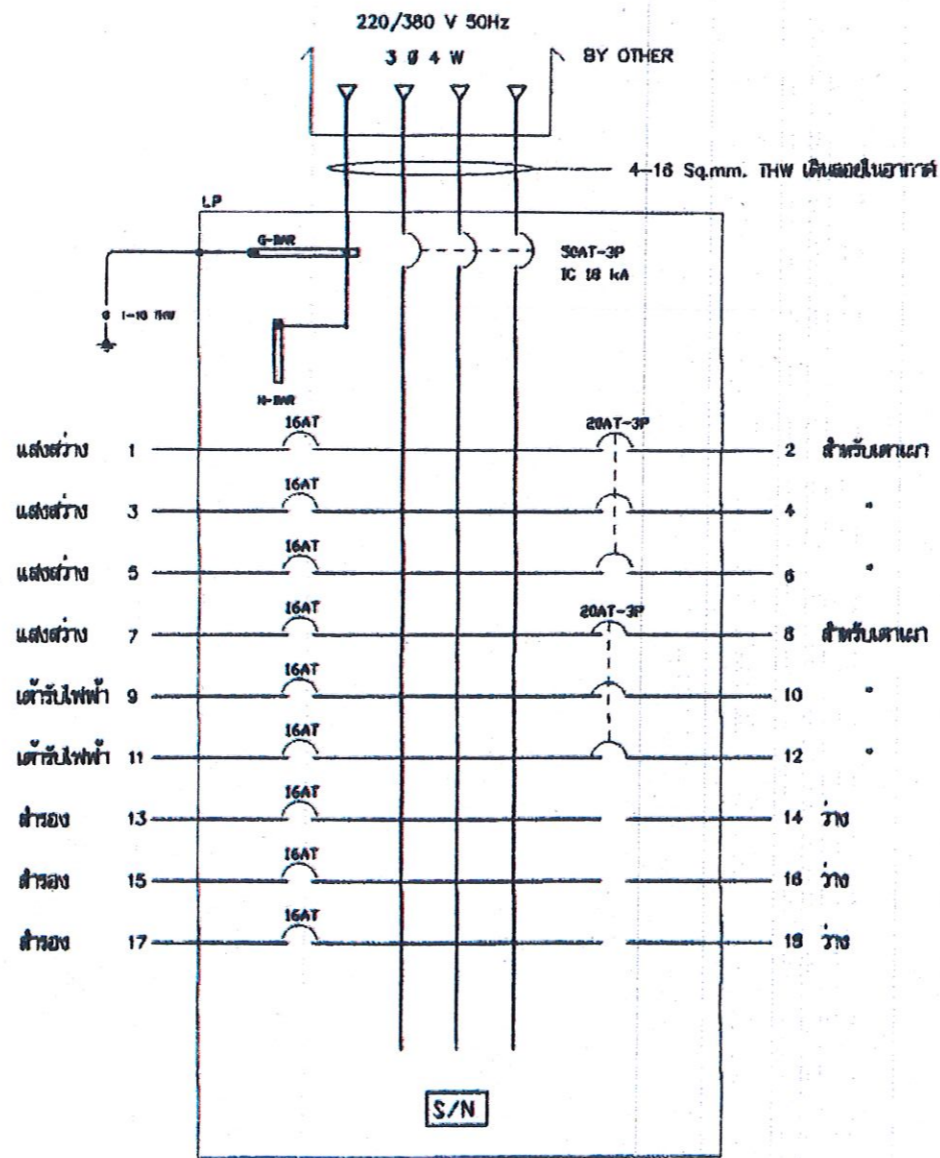 220/380 V 50Hz
3 Ø 4 W
BY OTHER
4-16 Sq.mm. THW เดินลอยในอากาศ
LP
G-BAR
50AT-3P
IC 18 kA
1-10 THW
N-BAR
แสงสว่าง 1 16AT 20AT-3P 2 สำหรับเตาเผา
แสงสว่าง 3 16AT 4 "
แสงสว่าง 5 16AT 6 "
แสงสว่าง 7 16AT 20AT-3P 8 สำหรับเตาเผา
เต้ารับไฟฟ้า 9 16AT 10 "
เต้ารับไฟฟ้า 11 16AT 12 "
สำรอง 13 16AT 14 ว่าง
สำรอง 15 16AT 16 ว่าง
สำรอง 17 16AT 18 ว่าง
S/N